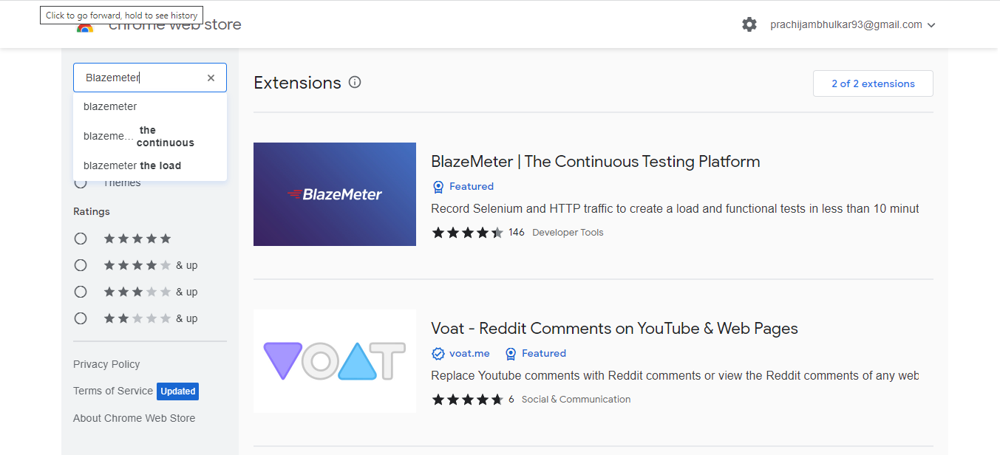 Click to go forward, hold to see history
chrome web store
prachijambhulkar93@gmail.com
Blazemeter
blazemeter
blazeme... the continuous
blazemeter the load
Themes
Ratings
& up
& up
& up
Privacy Policy
Terms of Service Updated
About Chrome Web Store
Extensions
2 of 2 extensions
BlazeMeter
BlazeMeter | The Continuous Testing Platform
Featured
Record Selenium and HTTP traffic to create a load and functional tests in less than 10 minut
146 Developer Tools
VOAT
Voat - Reddit Comments on YouTube & Web Pages
voat.me Featured
Replace Youtube comments with Reddit comments or view the Reddit comments of any web
6 Social & Communication